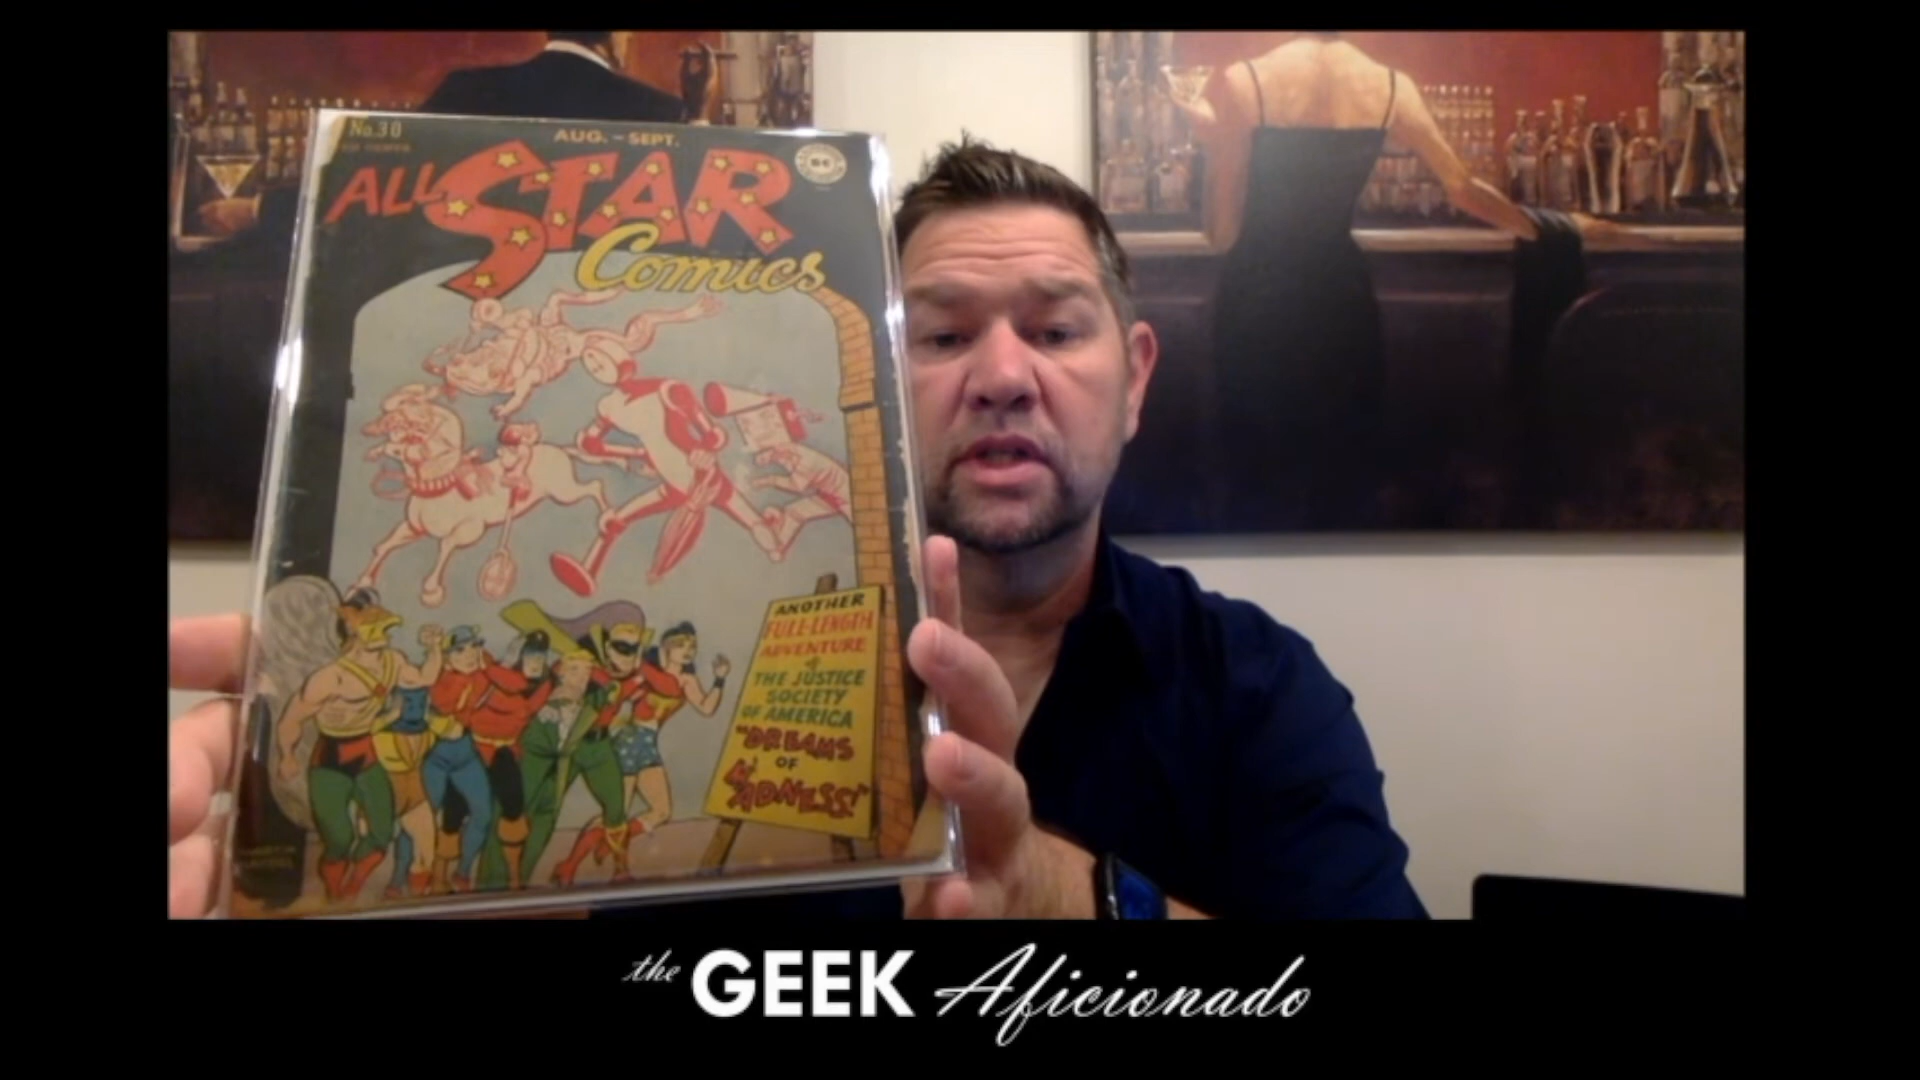 No.30
AUG. - SEPT.
ALL STAR
Comics
ANOTHER
FULL-LENGTH
ADVENTURE
of
THE JUSTICE
SOCIETY
OF AMERICA
"DREAMS
OF
MADNESS!"
the GEEK Aficionado